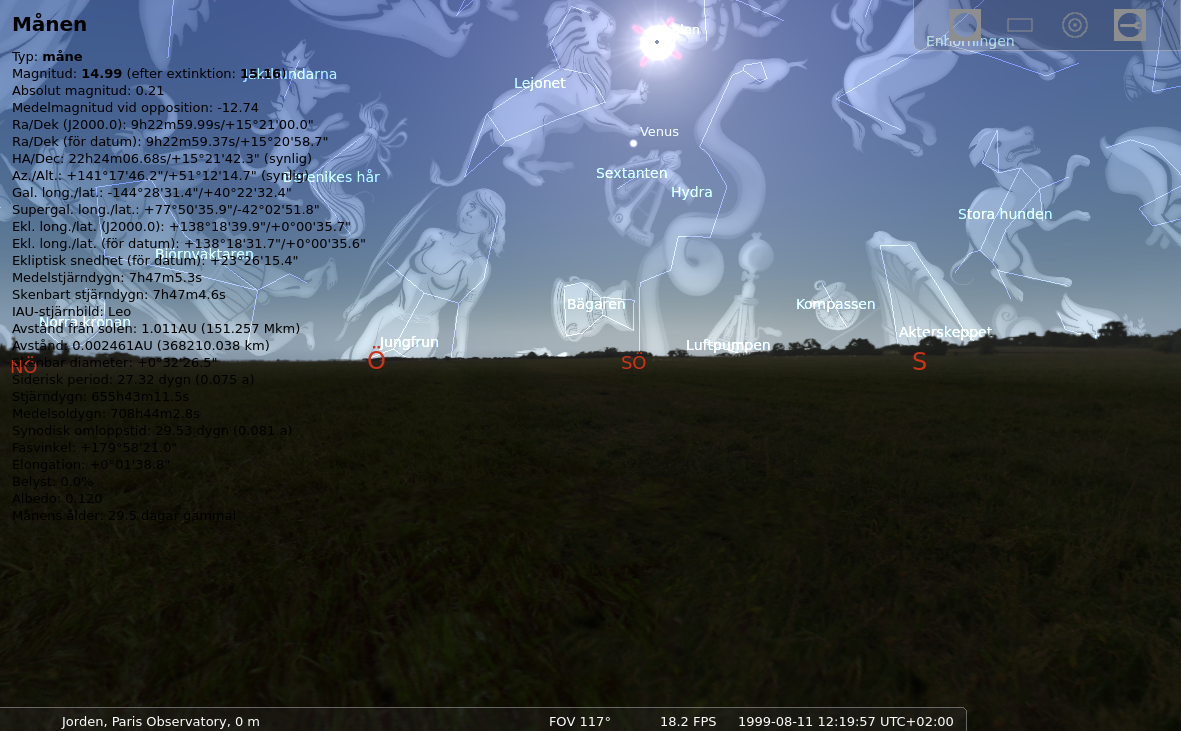 Månen
Typ: måne
Magnitud: 14.99 (efter extinktion: 15.16)
Absolut magnitud: 0.21
Medelmagnitud vid opposition: -12.74
Ra/Dek (J2000.0): 9h22m59.99s/+15°21'00.0"
Ra/Dek (för datum): 9h22m59.37s/+15°20'58.7"
HA/Dec: 22h24m06.68s/+15°21'42.3" (synlig)
Az./Alt.: +141°17'46.2"/+51°12'14.7" (synlig)
Gal. long./lat.: -144°28'31.4"/+40°22'32.4"
Supergal. long./lat.: +77°50'35.9"/-42°02'51.8"
Ekl. long./lat. (J2000.0): +138°18'39.9"/+0°00'35.7"
Ekl. long./lat. (för datum): +138°18'31.7"/+0°00'35.6"
Ekliptisk snedhet (för datum): +23°26'15.4"
Medelstjärndygn: 7h47m5.3s
Skenbart stjärndygn: 7h47m4.6s
IAU-stjärnbild: Leo
Avstånd från solen: 1.011AU (151.257 Mkm)
Avstånd: 0.002461AU (368210.038 km)
Skenbar diameter: +0°32'26.5"
Siderisk period: 27.32 dygn (0.075 a)
Stjärndygn: 655h43m11.5s
Medelsoldygn: 708h44m2.8s
Synodisk omloppstid: 29.53 dygn (0.081 a)
Fasvinkel: +179°58'21.0"
Elongation: +0°01'38.8"
Belyst: 0.0%
Albedo: 0.120
Månens ålder: 29.5 dagar gammal
Enhörningen
Jakthundarna
Lejonet
Venus
Sextanten
Berenikes hår
Hydra
Stora hunden
Björnvaktaren
Bägaren
Kompassen
Norra kronan
Akterskeppet
Jungfrun
Luftpumpen
NÖ
Ö
SÖ
S
Jorden, Paris Observatory, 0 m
FOV 117°
18.2 FPS
1999-08-11 12:19:57 UTC+02:00